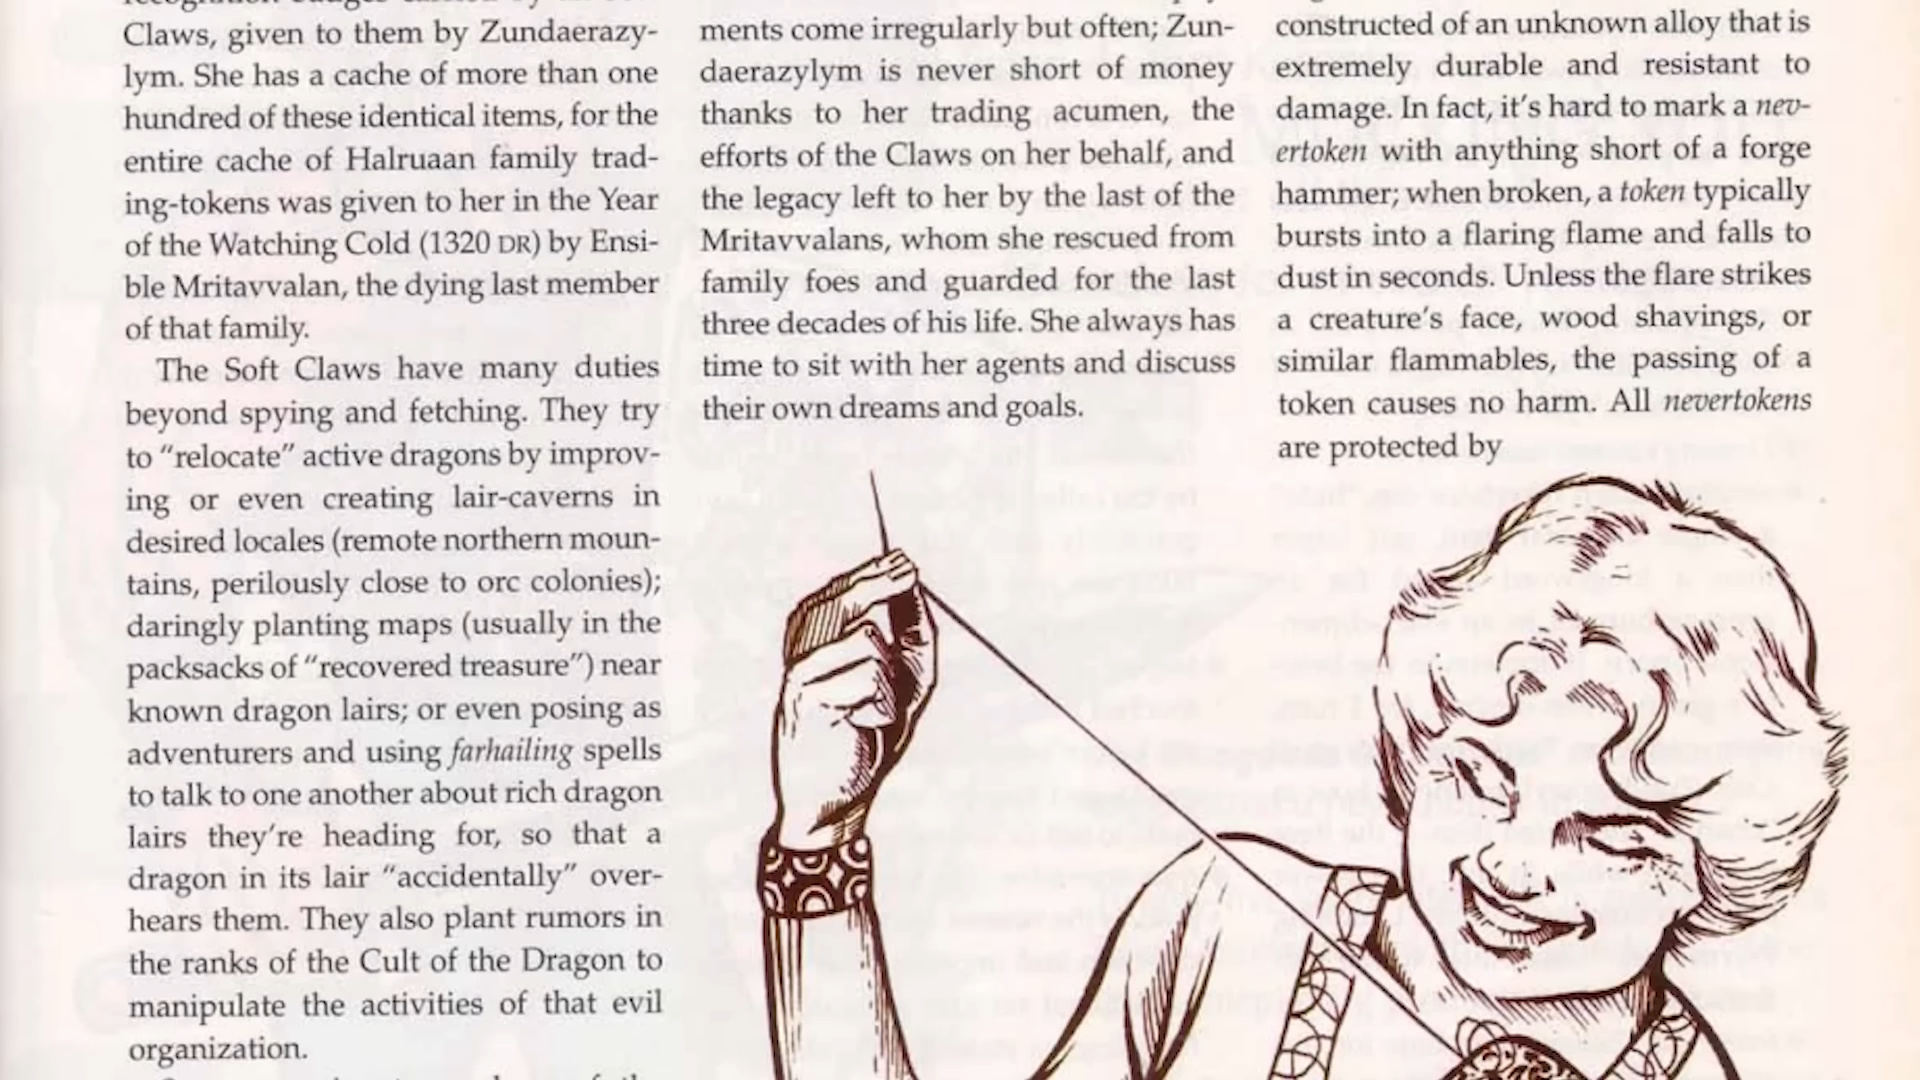 Claws, given to them by Zundaerazy-
lym. She has a cache of more than one
hundred of these identical items, for the
entire cache of Halruaan family trad-
ing-tokens was given to her in the Year
of the Watching Cold (1320 DR) by Ensi-
ble Mritavvalan, the dying last member
of that family.
The Soft Claws have many duties
beyond spying and fetching. They try
to “relocate” active dragons by improv-
ing or even creating lair-caverns in
desired locales (remote northern moun-
tains, perilously close to orc colonies);
daringly planting maps (usually in the
packsacks of “recovered treasure”) near
known dragon lairs; or even posing as
adventurers and using farhailing spells
to talk to one another about rich dragon
lairs they’re heading for, so that a
dragon in its lair “accidentally” over-
hears them. They also plant rumors in
the ranks of the Cult of the Dragon to
manipulate the activities of that evil
organization.
ments come irregularly but often; Zun-
daerazylym is never short of money
thanks to her trading acumen, the
efforts of the Claws on her behalf, and
the legacy left to her by the last of the
Mritavvalans, whom she rescued from
family foes and guarded for the last
three decades of his life. She always has
time to sit with her agents and discuss
their own dreams and goals.
constructed of an unknown alloy that is
extremely durable and resistant to
damage. In fact, it’s hard to mark a nev-
ertoken with anything short of a forge
hammer; when broken, a token typically
bursts into a flaring flame and falls to
dust in seconds. Unless the flare strikes
a creature’s face, wood shavings, or
similar flammables, the passing of a
token causes no harm. All nevertokens
are protected by